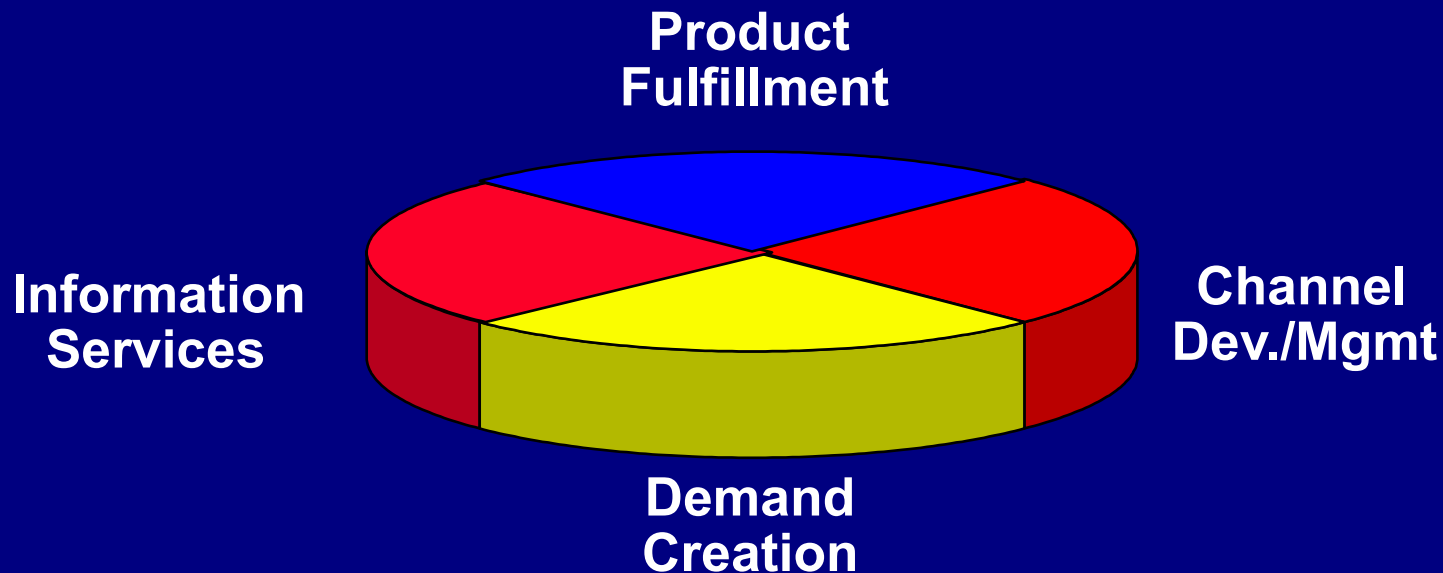 Product
Fulfillment
Information
Services
Channel
Dev./Mgmt
Demand
Creation